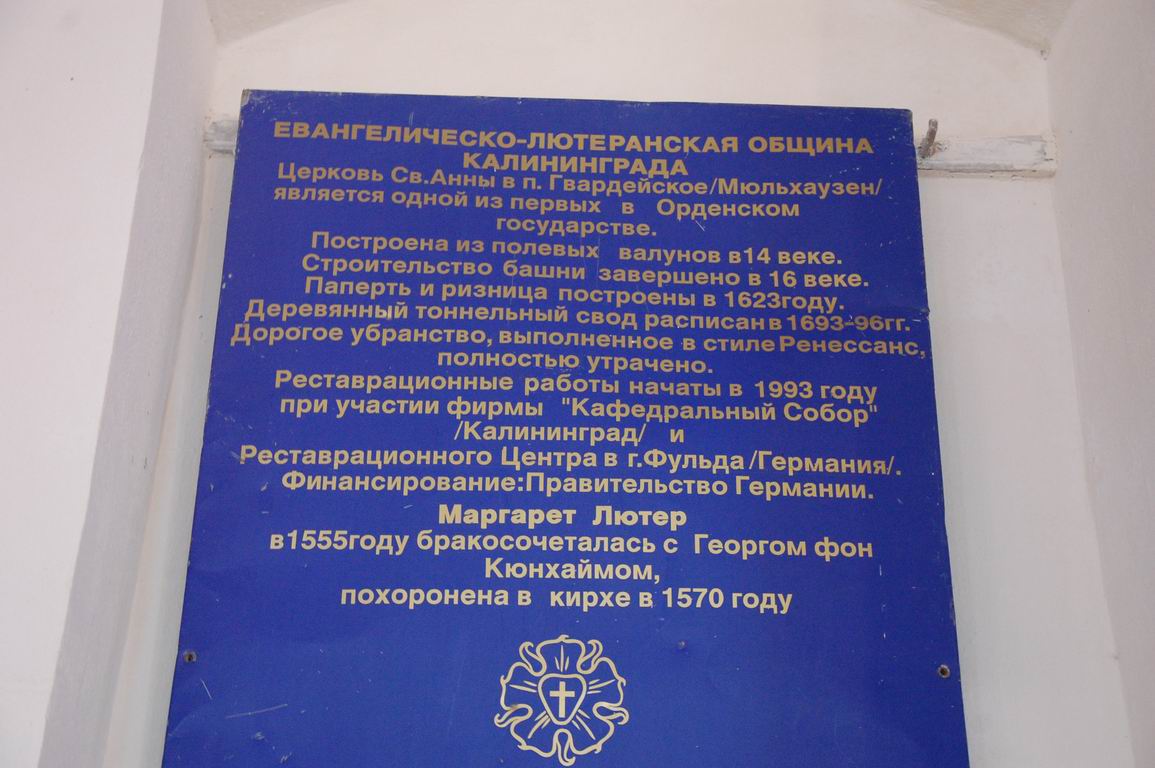 ЕВАНГЕЛИЧЕСКО-ЛЮТЕРАНСКАЯ ОБЩИНА
КАЛИНИНГРАДА
Церковь Св.Анны в п. Гвардейское/Мюльхаузен/
является одной из первых в Орденском
государстве.
Построена из полевых валунов в14 веке.
Строительство башни завершено в 16 веке.
Паперть и ризница построены в 1623году.
Деревянный тоннельный свод расписан в 1693-96гг.
Дорогое убранство, выполненное в стиле Ренессанс,
полностью утрачено.
Реставрационные работы начаты в 1993 году
при участии фирмы "Кафедральный Собор"
/Калининград/ и
Реставрационного Центра в г.Фульда /Германия/.
Финансирование:Правительство Германии.
Маргарет Лютер
в1555году бракосочеталась с Георгом фон
Кюнхаймом,
похоронена в кирхе в 1570 году